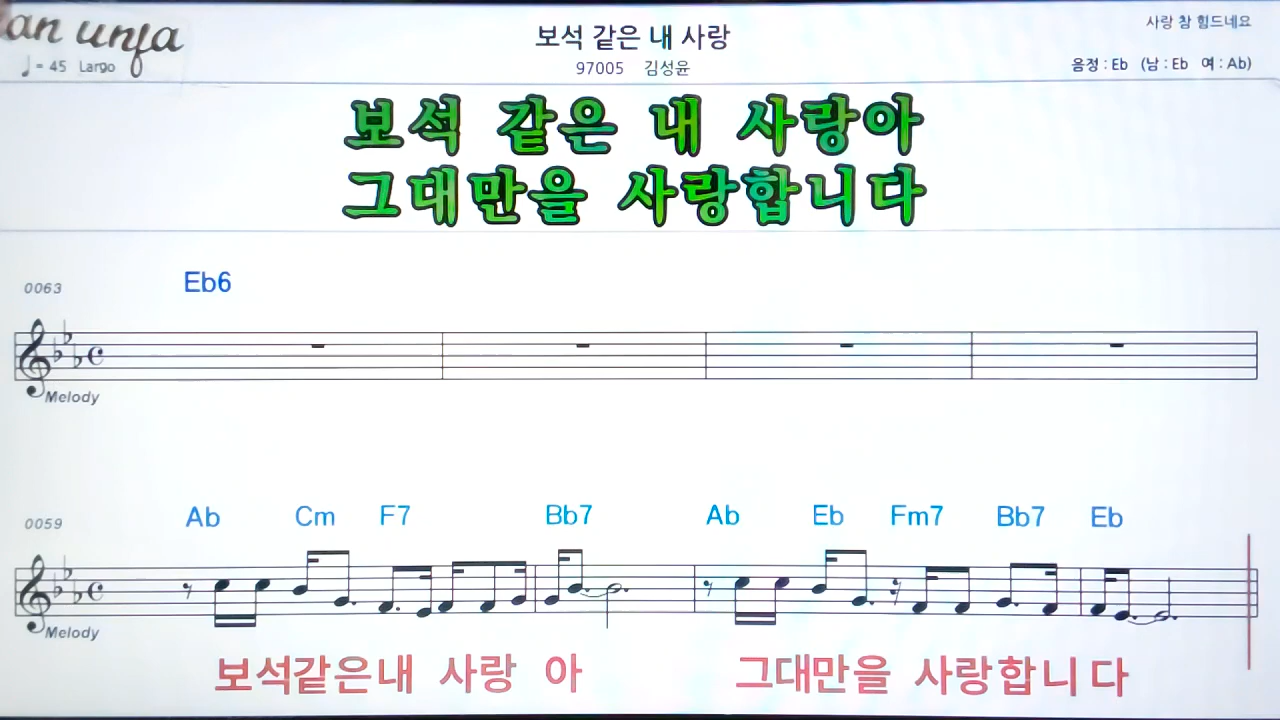 an unfa
♩ = 45 Largo
보석 같은 내 사랑
97005 김성윤
사랑 참 힘드네요
음정 : Eb (남 : Eb 여 : Ab)
보석 같은 내 사랑아
그대만을 사랑합니다
0063
Eb6
Melody
0059
Ab Cm F7 Bb7 Ab Eb Fm7 Bb7 Eb
Melody
보석같은내 사랑 아 그대만을 사랑합니 다